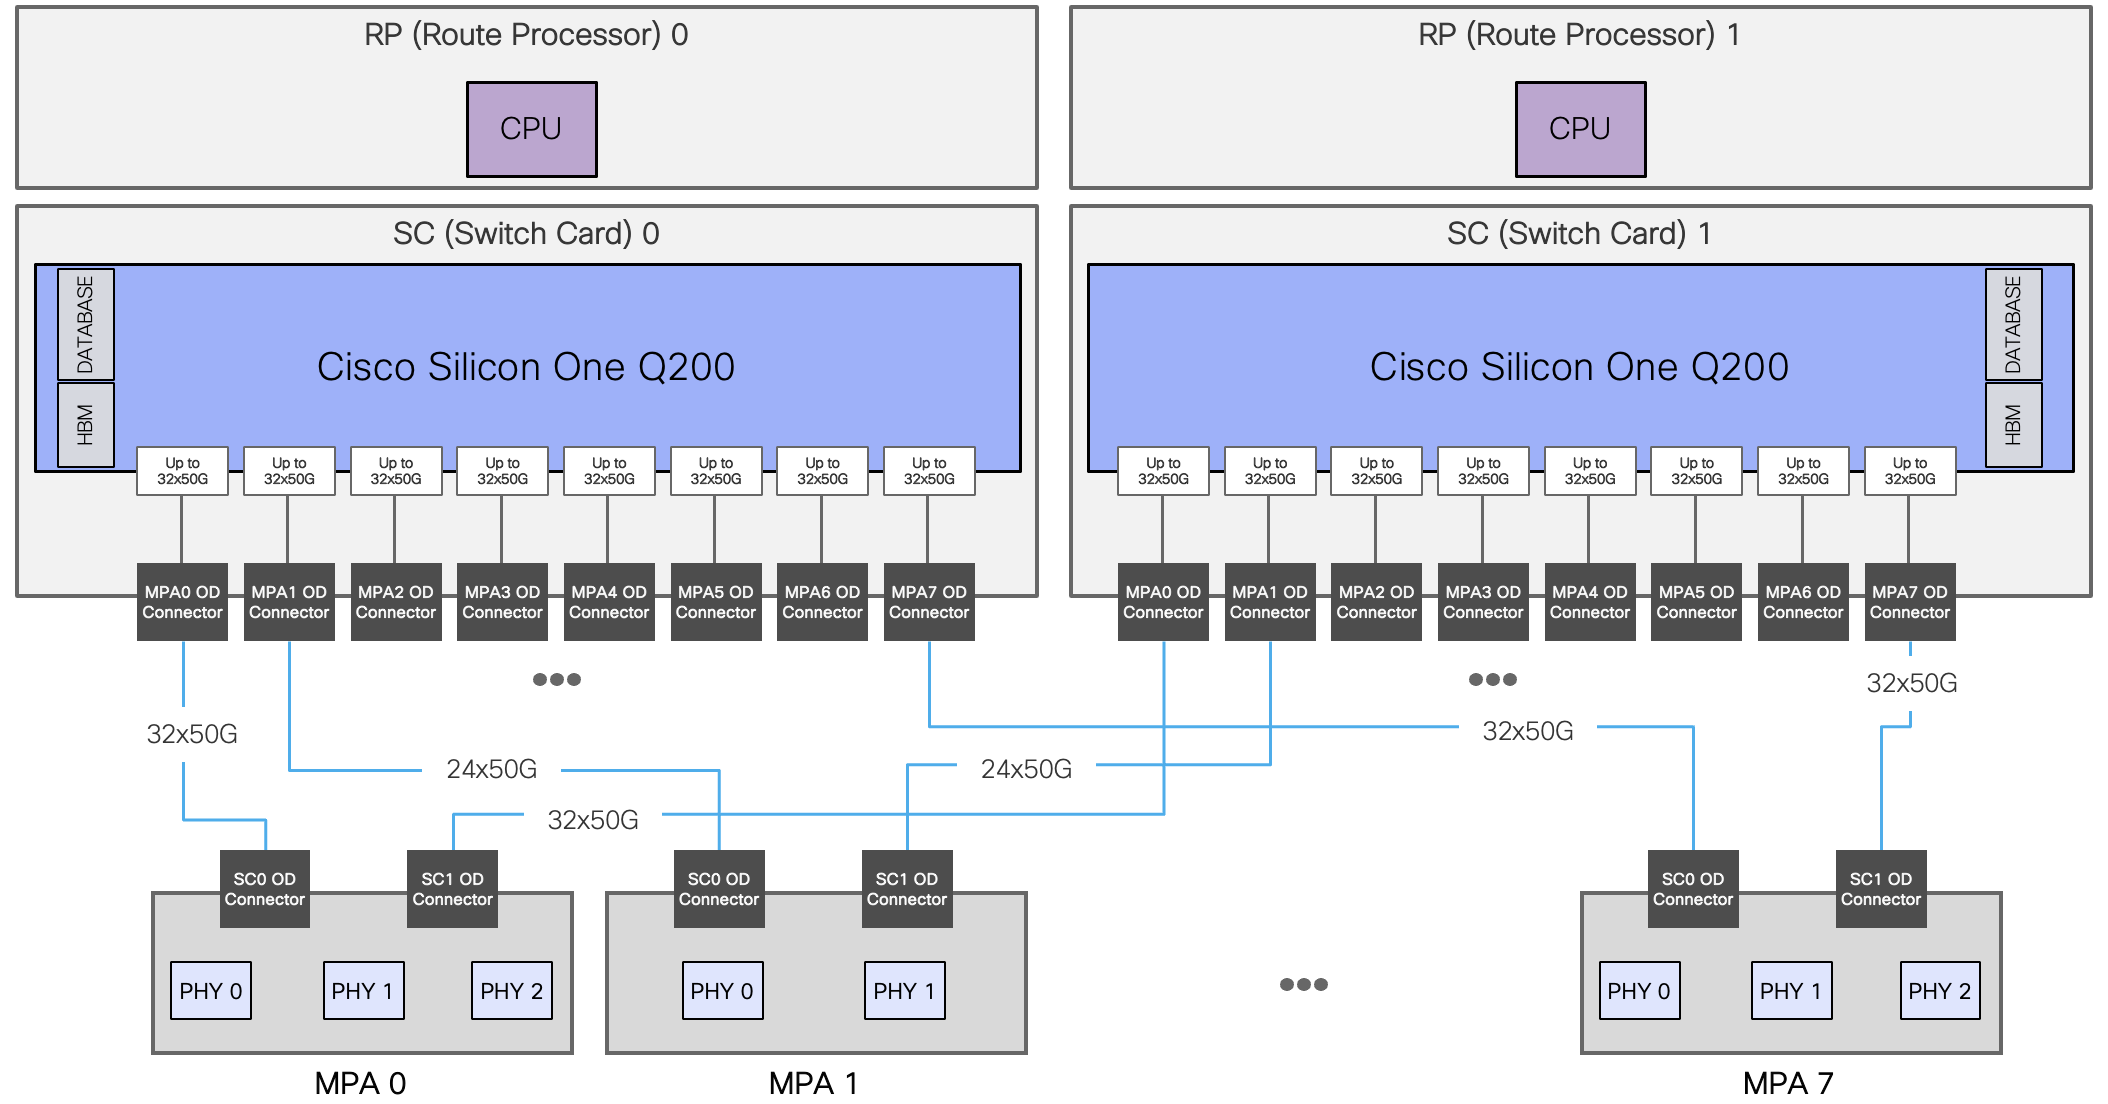 RP (Route Processor) 0
CPU
RP (Route Processor) 1
CPU
SC (Switch Card) 0
DATABASE
HBM
Cisco Silicon One Q200
Up to
32x50G
Up to
32x50G
Up to
32x50G
Up to
32x50G
Up to
32x50G
Up to
32x50G
Up to
32x50G
Up to
32x50G
MPA0 OD
Connector
MPA1 OD
Connector
MPA2 OD
Connector
MPA3 OD
Connector
MPA4 OD
Connector
MPA5 OD
Connector
MPA6 OD
Connector
MPA7 OD
Connector
SC (Switch Card) 1
Cisco Silicon One Q200
DATABASE
HBM
Up to
32x50G
Up to
32x50G
Up to
32x50G
Up to
32x50G
Up to
32x50G
Up to
32x50G
Up to
32x50G
Up to
32x50G
MPA0 OD
Connector
MPA1 OD
Connector
MPA2 OD
Connector
MPA3 OD
Connector
MPA4 OD
Connector
MPA5 OD
Connector
MPA6 OD
Connector
MPA7 OD
Connector
32x50G
32x50G
32x50G
24x50G
24x50G
32x50G
SC0 OD
Connector
SC1 OD
Connector
PHY 0
PHY 1
PHY 2
MPA 0
SC0 OD
Connector
SC1 OD
Connector
PHY 0
PHY 1
MPA 1
SC0 OD
Connector
SC1 OD
Connector
PHY 0
PHY 1
PHY 2
MPA 7